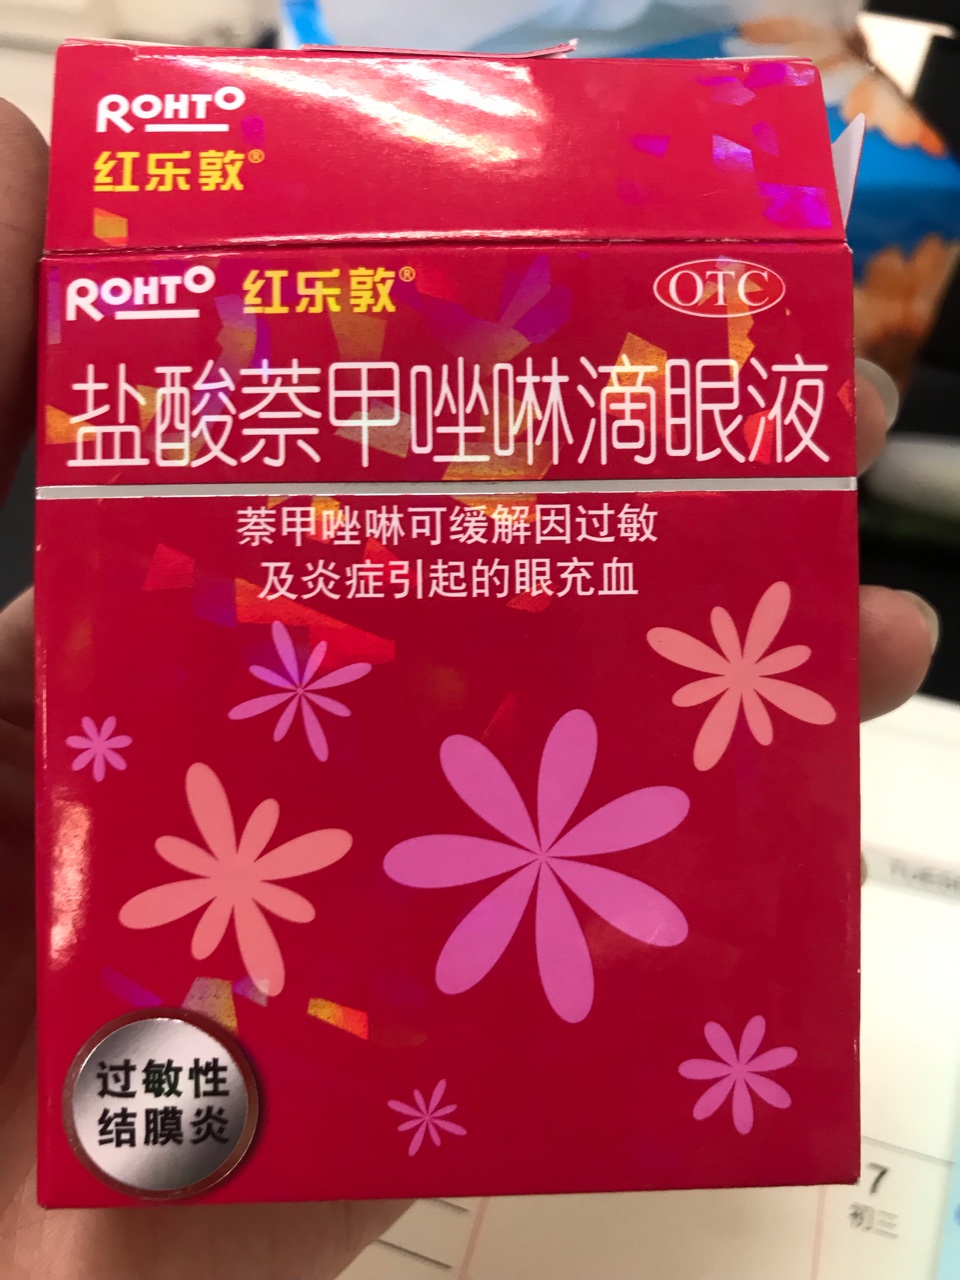 ROHTO
红乐敦®
ROHTO 红乐敦® OTC
盐酸萘甲唑啉滴眼液
萘甲唑啉可缓解因过敏
及炎症引起的眼充血
过敏性
结膜炎
7
初三